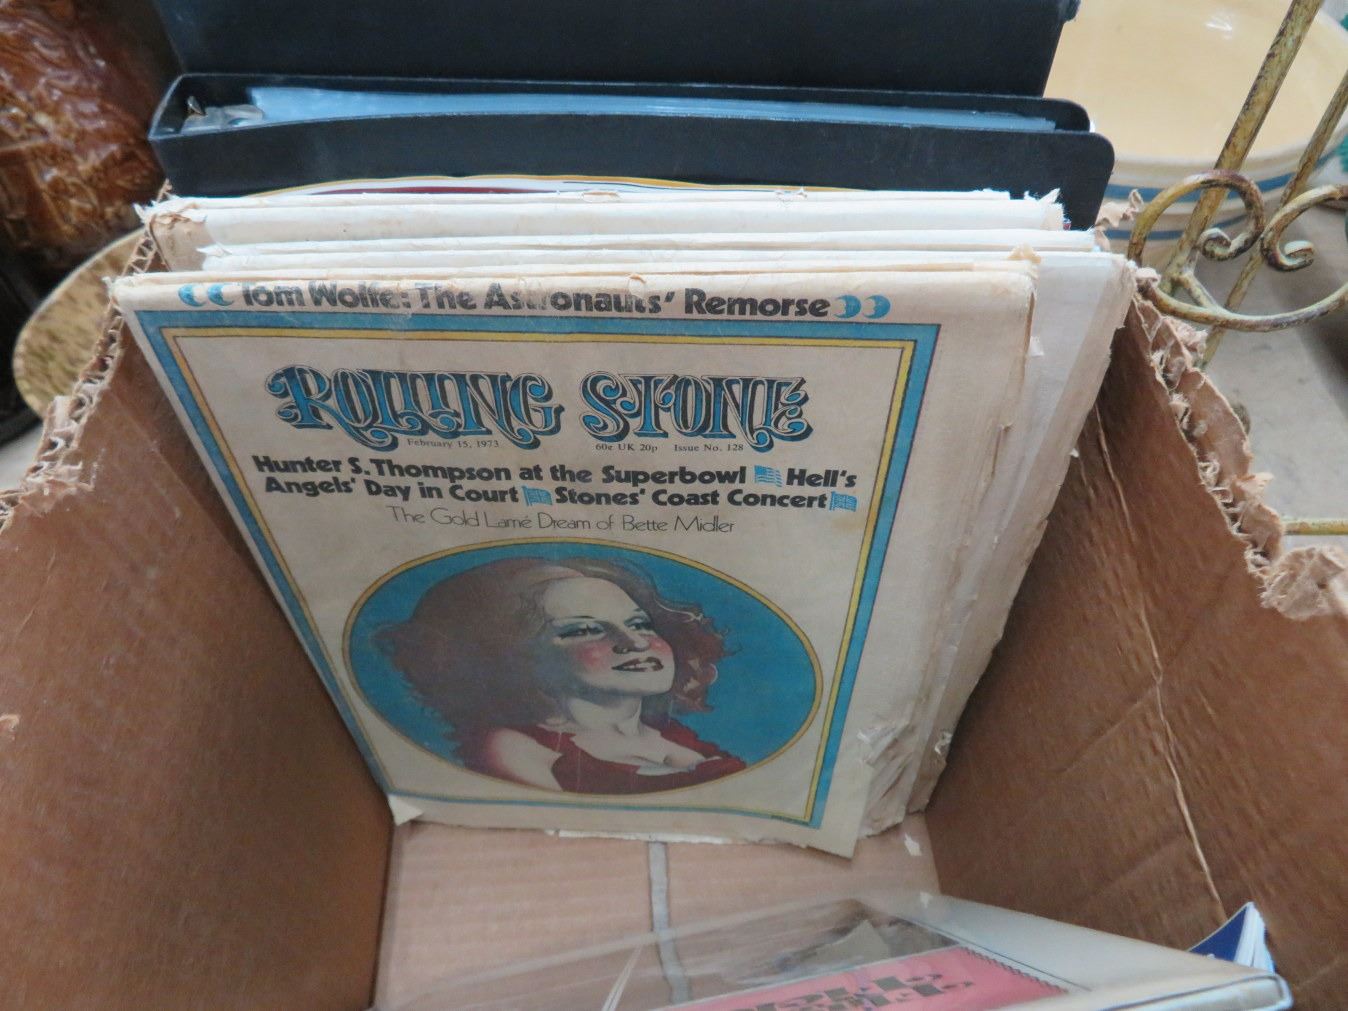 Tom Wolfe: The Astronauts' Remorse
ROLLING STONE
February 15, 1973 60¢ UK 20p Issue No. 128
Hunter S. Thompson at the Superbowl Hell's
Angels' Day in Court Stones' Coast Concert
The Gold Lamé Dream of Bette Midler